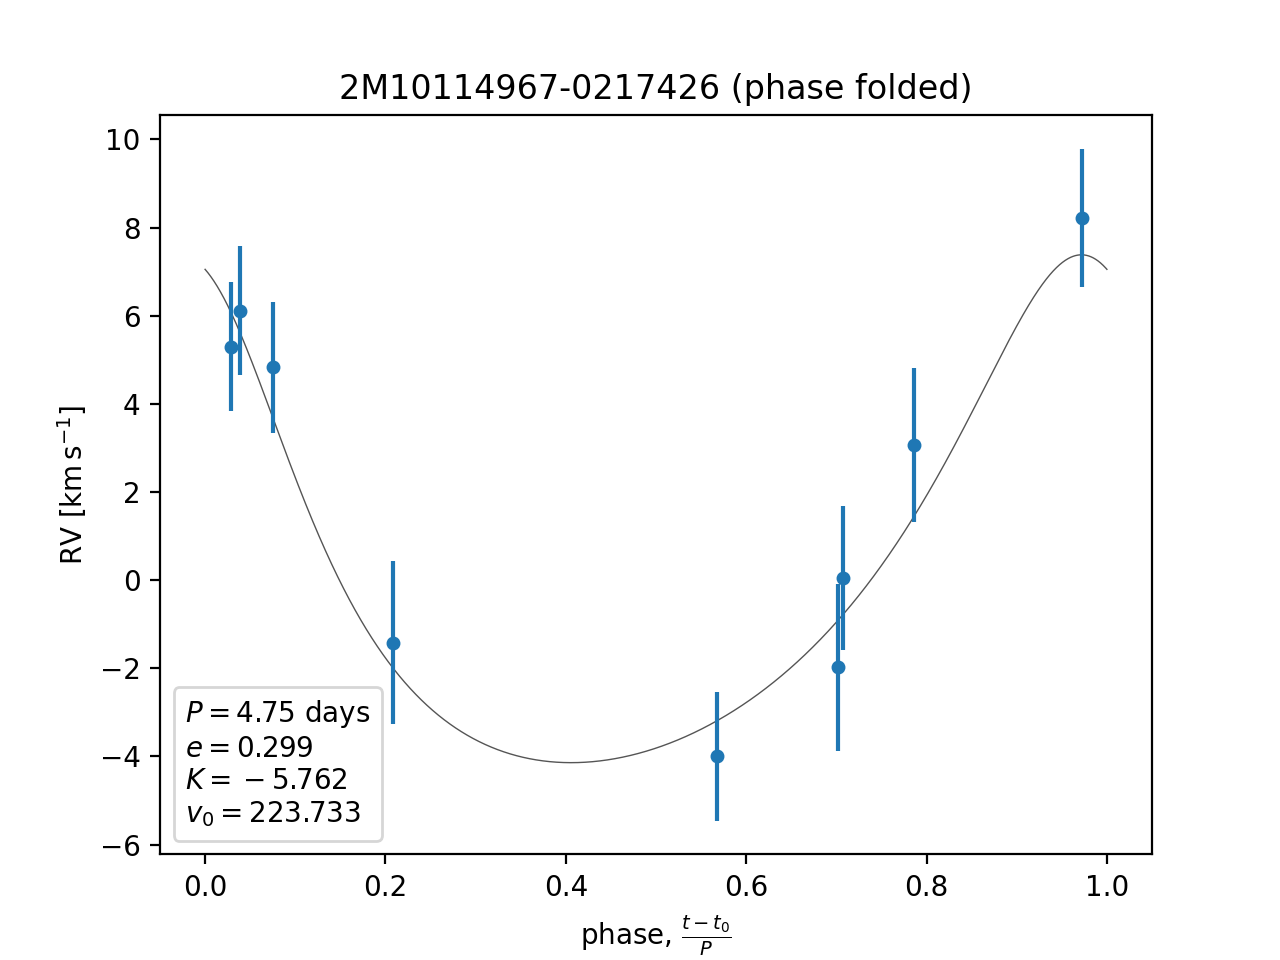 2M10114967-0217426 (phase folded)
10
8
6
4
2
0
−2
−4
−6
RV [km s⁻¹]
P = 4.75 days
e = 0.299
K = −5.762
v₀ = 223.733
0.0 0.2 0.4 0.6 0.8 1.0
phase, (t − t₀)/P